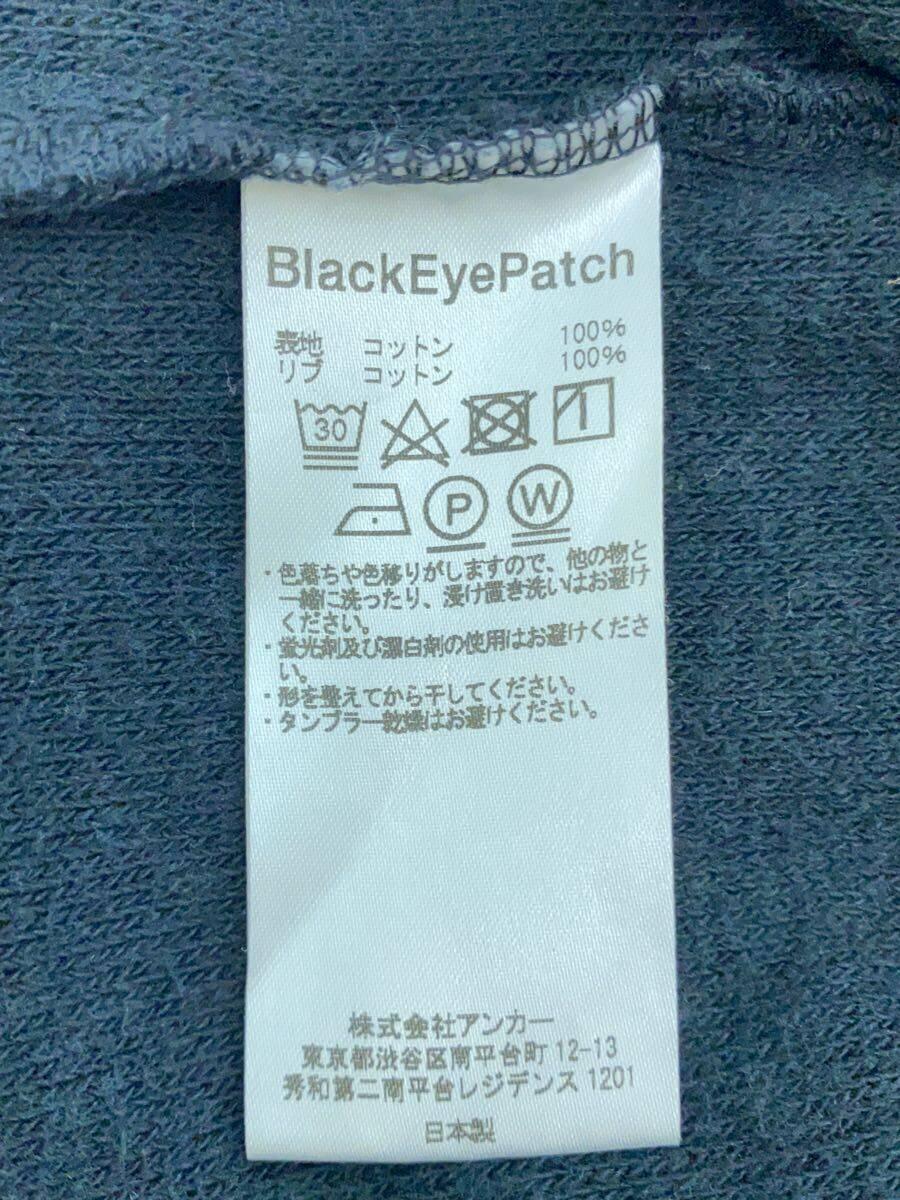 BlackEyePatch
表地 コットン 100%
リブ コットン 100%
30
P W
・色落ちや色移りがしますので、他の物と
一緒に洗ったり、浸け置き洗いはお避け
ください。
・蛍光剤及び漂白剤の使用はお避けくださ
い。
・形を整えてから干してください。
・タンブラー乾燥はお避けください。
株式会社アンカー
東京都渋谷区南平台町 12-13
秀和第二南平台レジデンス 1201
日本製